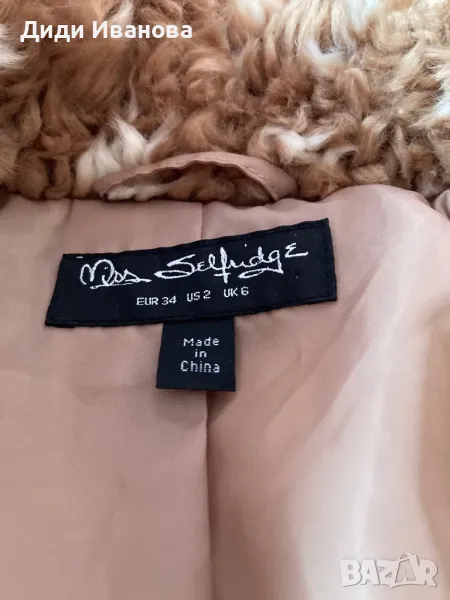 Диди Иванова
Miss Selfridge
EUR 34 US 2 UK 6
Made
in
China
BAZAR